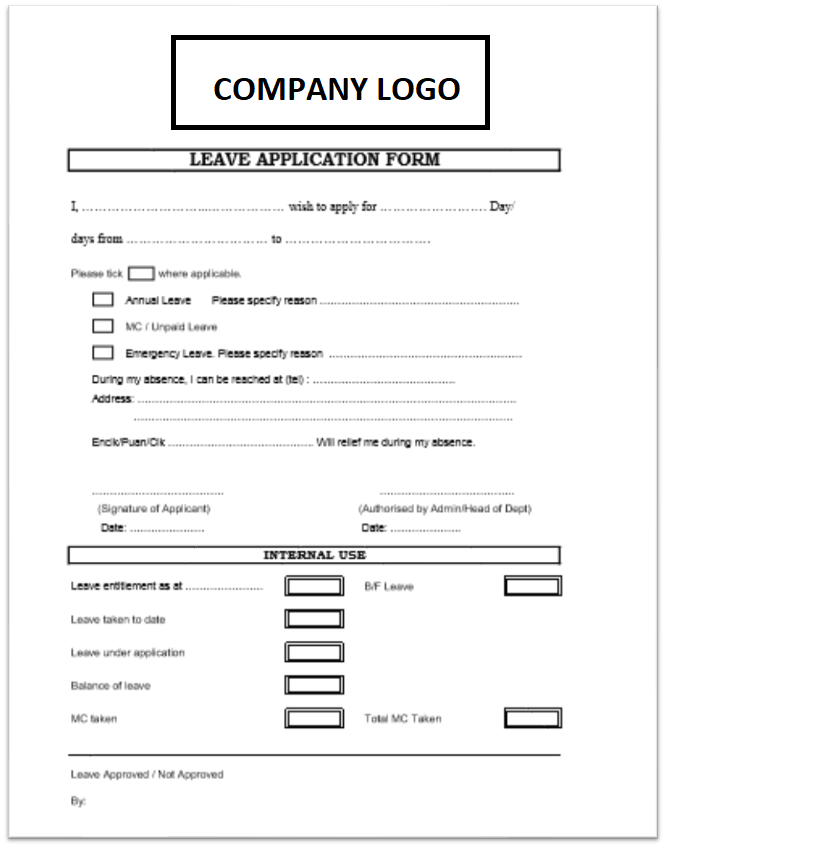 COMPANY LOGO
LEAVE APPLICATION FORM
I, ……………………………………… wish to apply for ……………………. Day/
days from …………………………… to …………………………….
Please tick where applicable.
Annual Leave Please specify reason ..................................................................
MC / Unpaid Leave
Emergency Leave. Please specify reason ................................................................
During my absence, I can be reached at (tel) : ................................................
Address: ................................................................................................................
................................................................................................................
Encik/Puan/Cik ................................................ Will relief me during my absence.
............................................ ............................................
(Signature of Applicant) (Authorised by Admin/Head of Dept)
Date: ......................... Date: ........................
INTERNAL USE
Leave entitlement as at .......................... B/F Leave
Leave taken to date
Leave under application
Balance of leave
MC taken Total MC Taken
Leave Approved / Not Approved
By: